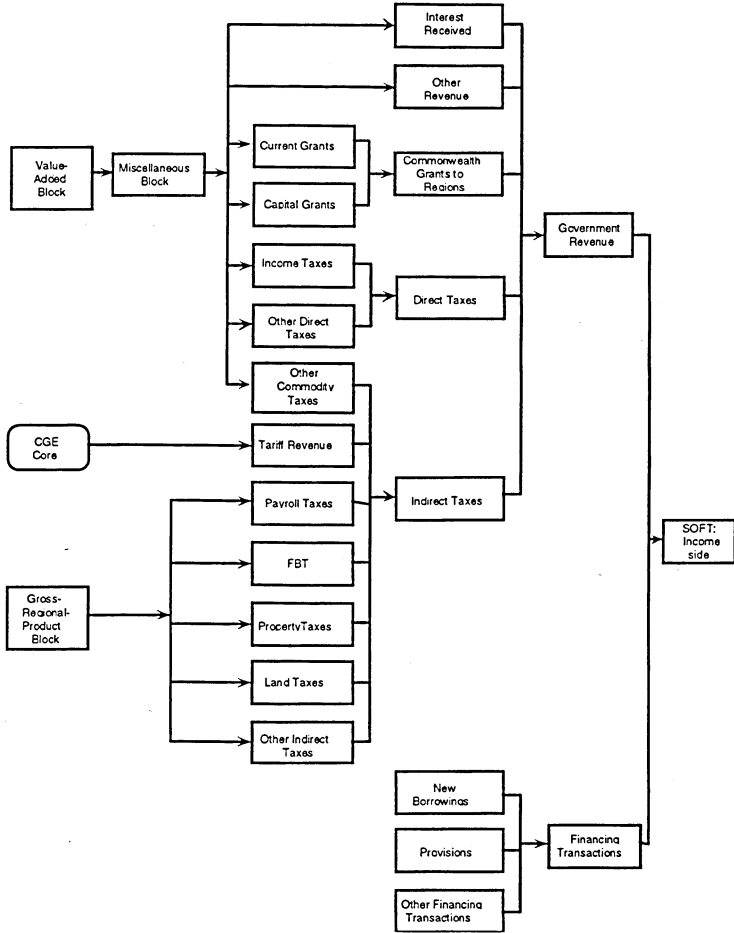 Interest
Received
Other
Revenue
Current Grants
Commonwealth
Grants to
Regions
Value-
Added
Block
Miscellaneous
Block
Capital Grants
Government
Revenue
Income Taxes
Direct Taxes
Other Direct
Taxes
Other
Commodity
Taxes
CGE
Core
Tariff Revenue
Payroll Taxes
Indirect Taxes
SOFT:
Income
side
FBT
Gross-
Regional-
Product
Block
PropertyTaxes
Land Taxes
Other Indirect
Taxes
New
Borrowings
Provisions
Financing
Transactions
Other Financing
Transactions